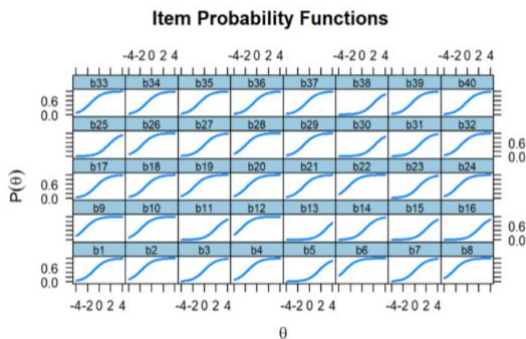 Item Probability Functions
-4-2 0 2 4 -4-2 0 2 4 -4-2 0 2 4 -4-2 0 2 4
b33 b34 b35 b36 b37 b38 b39 b40
0.6
0.0
b25 b26 b27 b28 b29 b30 b31 b32
0.6
0.0
b17 b18 b19 b20 b21 b22 b23 b24
0.6
0.0
b9 b10 b11 b12 b13 b14 b15 b16
0.6
0.0
b1 b2 b3 b4 b5 b6 b7 b8
0.6
0.0
P(θ)
-4-2 0 2 4 -4-2 0 2 4 -4-2 0 2 4 -4-2 0 2 4
θ